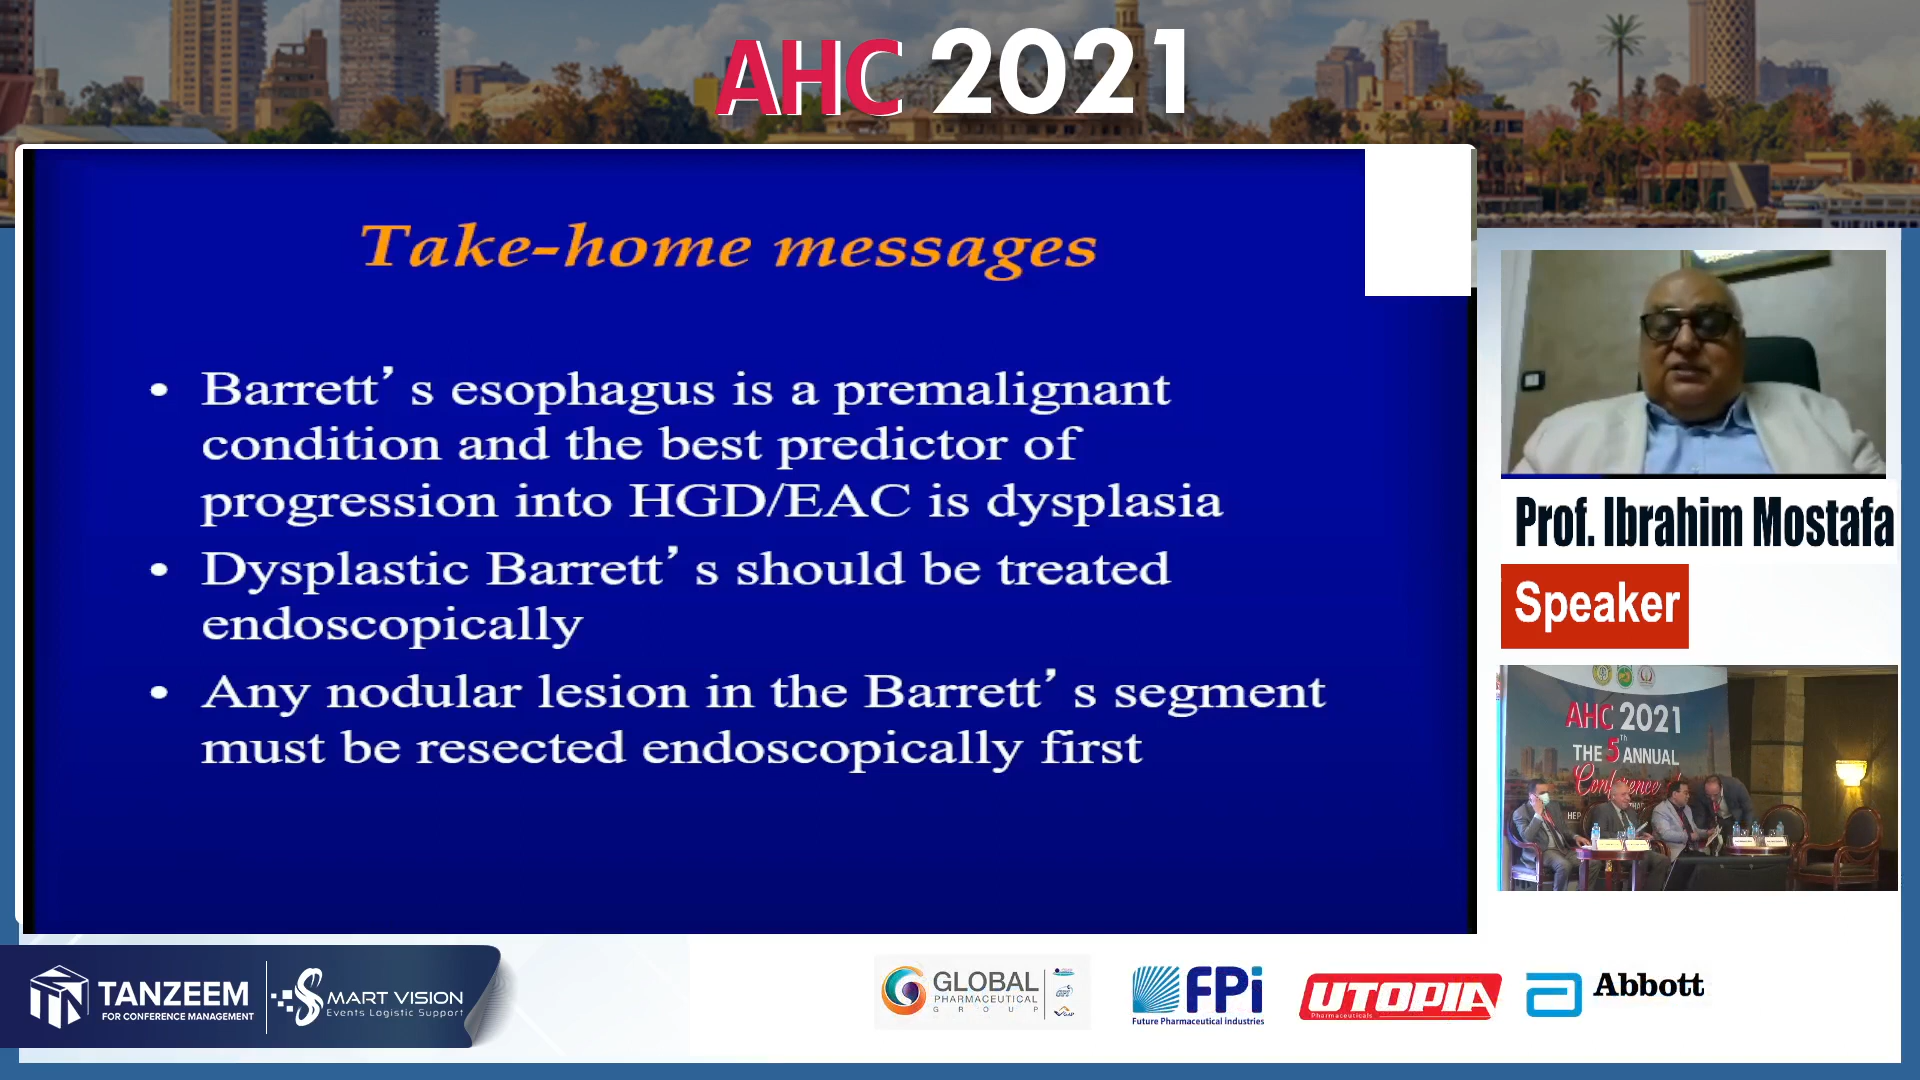 AHC 2021
Take-home messages
• Barrett’ s esophagus is a premalignant
condition and the best predictor of
progression into HGD/EAC is dysplasia
• Dysplastic Barrett’ s should be treated
endoscopically
• Any nodular lesion in the Barrett’ s segment
must be resected endoscopically first
Prof. Ibrahim Mostafa
Speaker
AHC 2021
THE 5th ANNUAL
Conference
HEP
TANZEEM
FOR CONFERENCE MANAGEMENT
SMART VISION
Events Logistic Support
GLOBAL
PHARMACEUTICAL
GROUP
FPi
Future Pharmaceutical industries
UTOPIA
Pharmaceuticals
Abbott